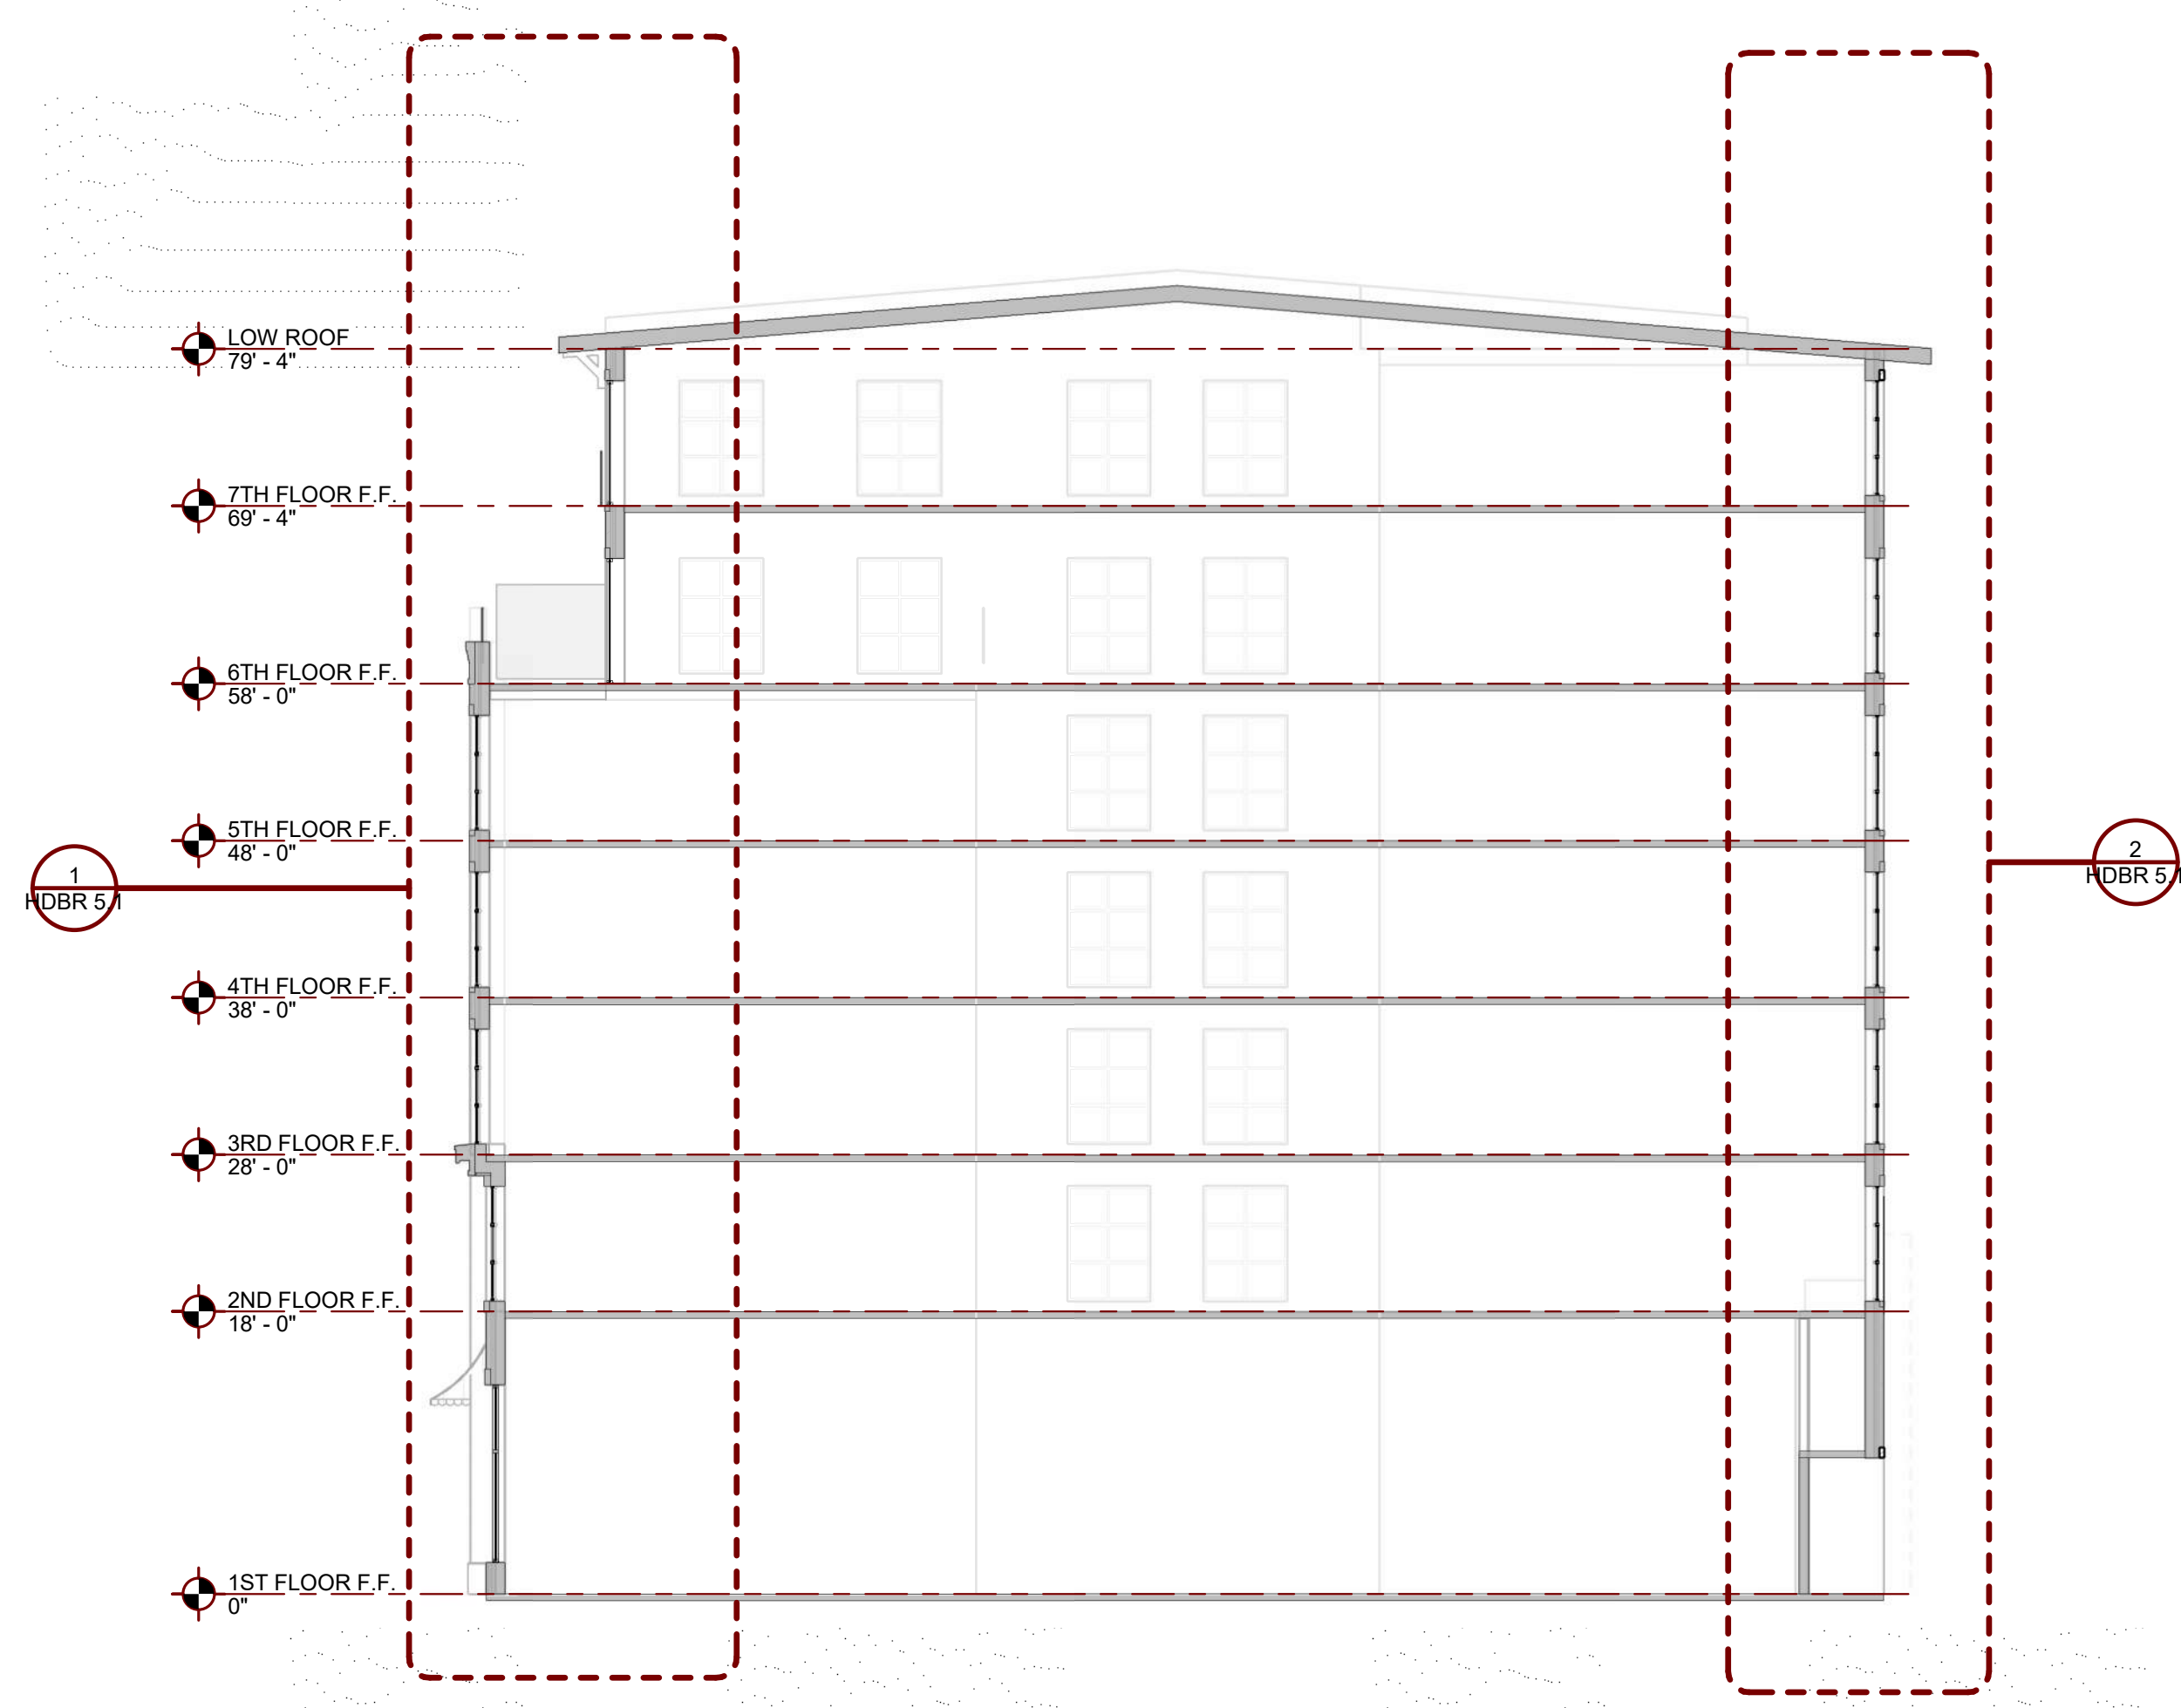 LOW ROOF
79' - 4"
7TH FLOOR F.F.
69' - 4"
6TH FLOOR F.F.
58' - 0"
5TH FLOOR F.F.
48' - 0"
1
HDBR 5.1
2
HDBR 5.1
4TH FLOOR F.F.
38' - 0"
3RD FLOOR F.F.
28' - 0"
2ND FLOOR F.F.
18' - 0"
1ST FLOOR F.F.
0"